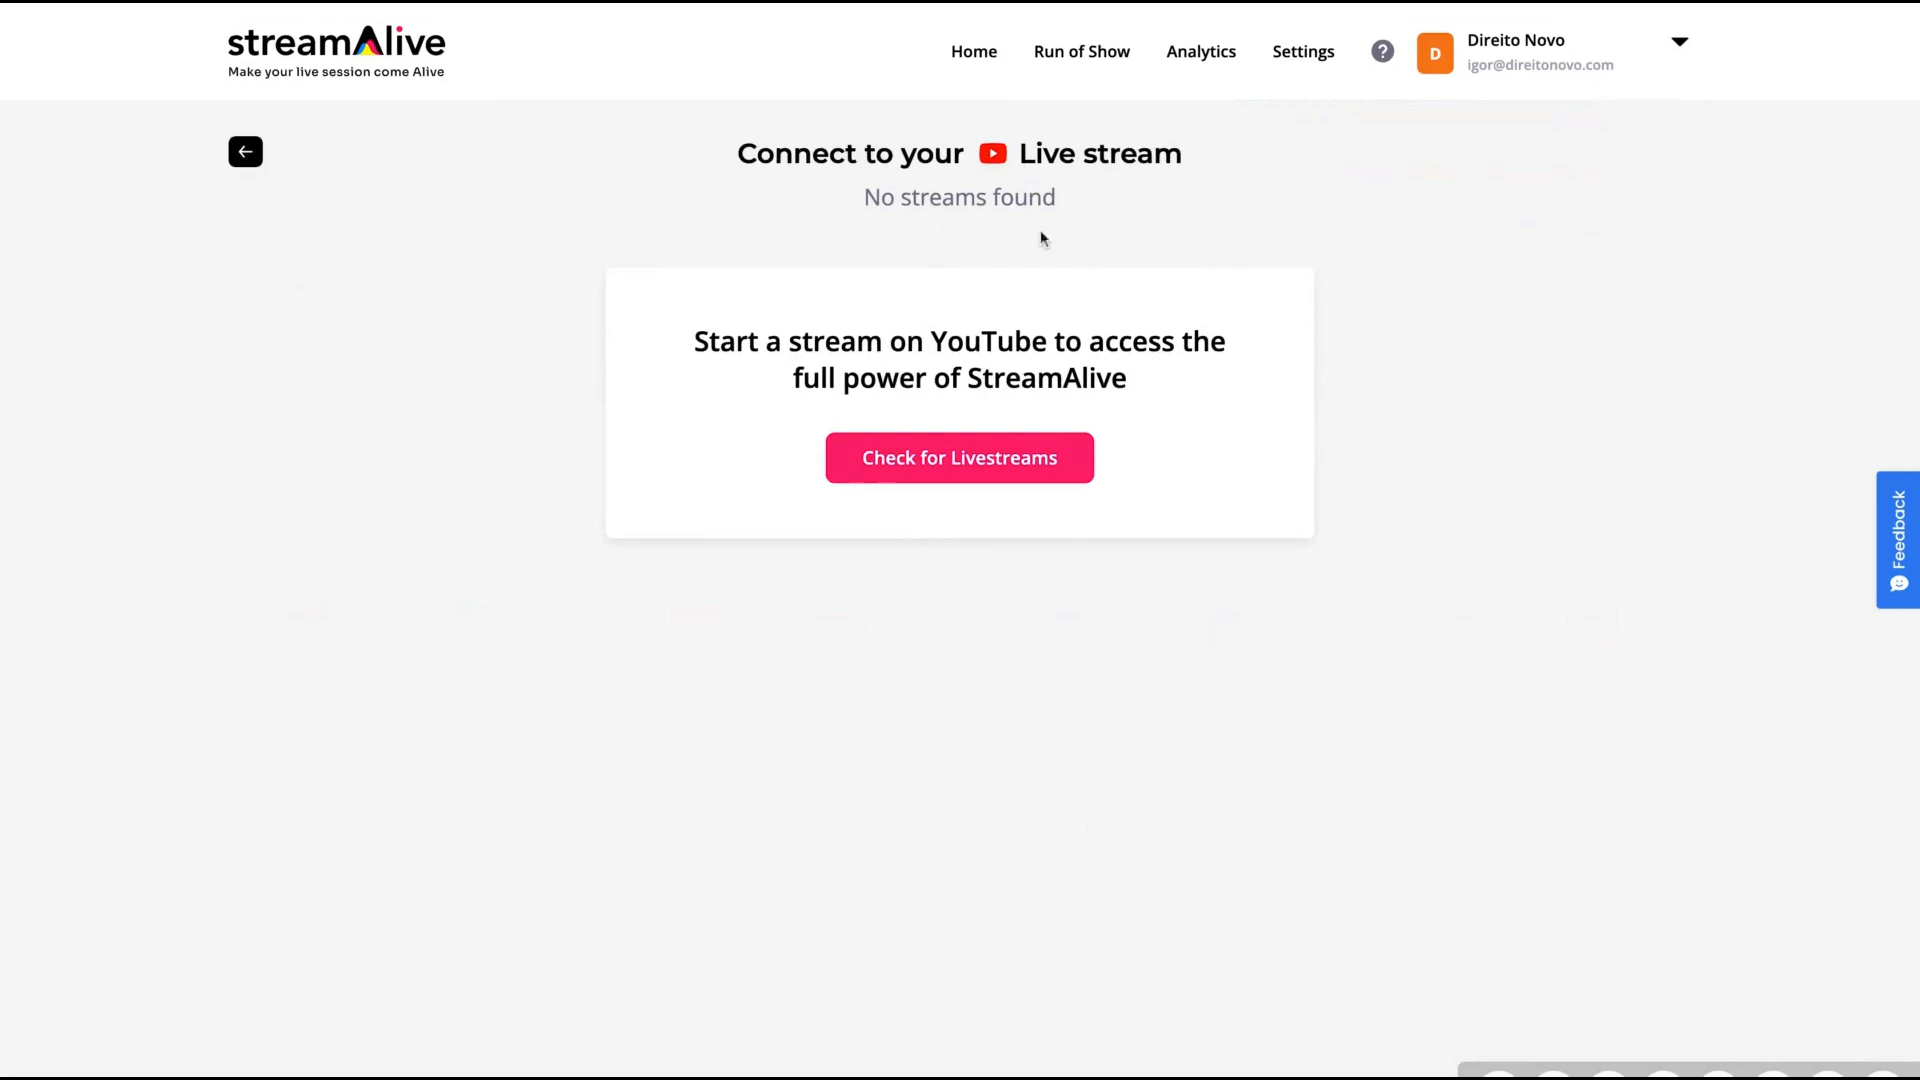 streamAlive
Make your live session come Alive
Home
Run of Show
Analytics
Settings
?
D
Direito Novo
igor@direitonovo.com
Connect to your Live stream
No streams found
Start a stream on YouTube to access the
full power of StreamAlive
Check for Livestreams
Feedback